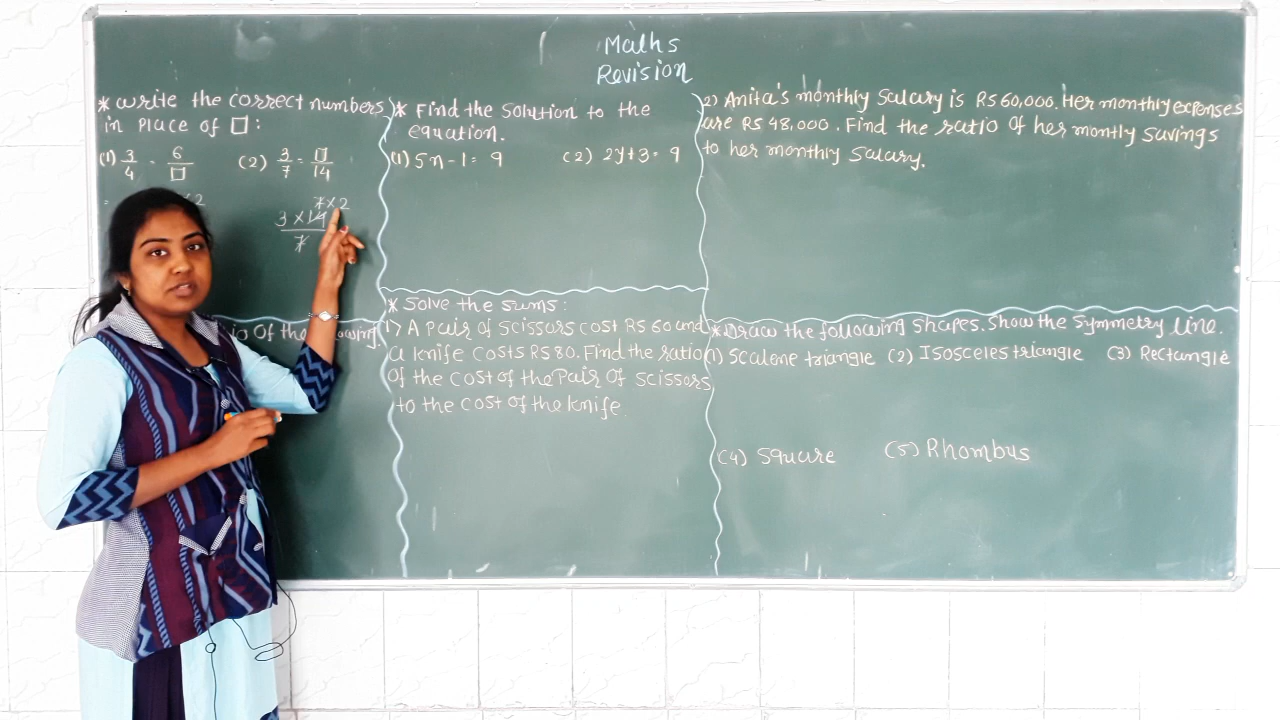 Maths
Revision
* Write the correct numbers
in place of □ :
(1) 3/4 = 6/□ (2) 3/7 = □/14
= ×2
7×2
3×14
7
of the following.
* Find the solution to the
equation.
(1) 5n-1 = 9 (2) 2y+3 = 9
* Solve the sums:
1) A pair of scissors cost RS 60 and
a knife costs RS 80. Find the ratio
of the cost of the pair of scissors
to the cost of the knife.
2) Anita's monthly salary is RS 60,000. Her monthly expenses
are RS 48,000. Find the ratio of her montly savings
to her monthly salary.
* Draw the following shapes. Show the symmetry line.
(1) Scalene triangle (2) Isosceles triangle (3) Rectangle
(4) Square (5) Rhombus